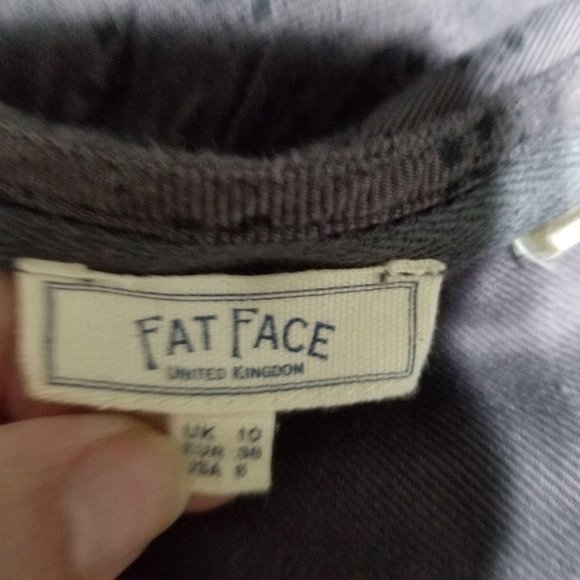 FAT FACE
UNITED KINGDOM
UK 10
EUR 38
USA 6